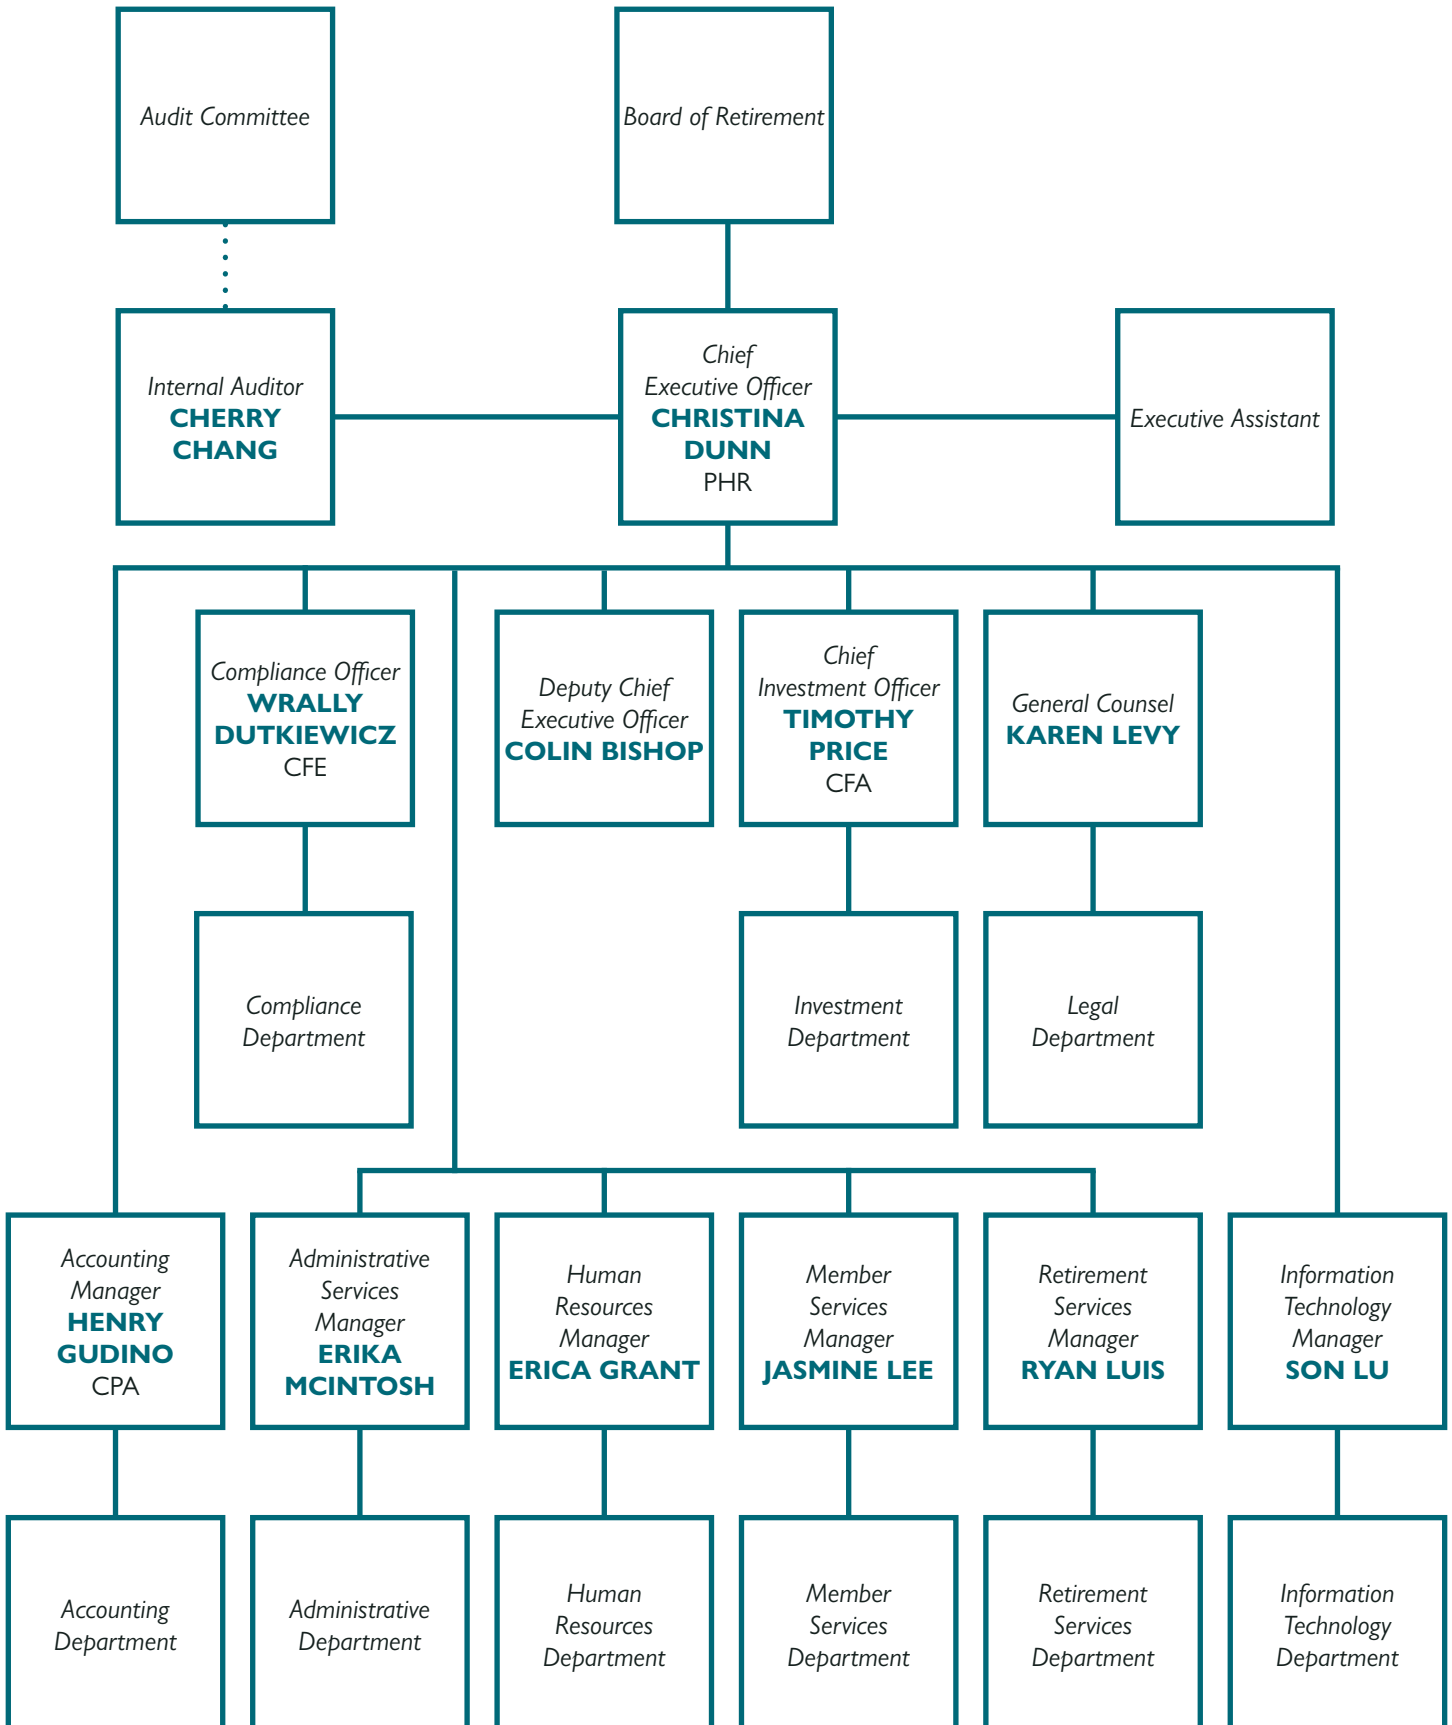 Audit Committee
Board of Retirement
Internal Auditor
CHERRY
CHANG
Chief
Executive Officer
CHRISTINA
DUNN
PHR
Executive Assistant
Compliance Officer
WRALLY
DUTKIEWICZ
CFE
Deputy Chief
Executive Officer
COLIN BISHOP
Chief
Investment Officer
TIMOTHY
PRICE
CFA
General Counsel
KAREN LEVY
Compliance
Department
Investment
Department
Legal
Department
Accounting
Manager
HENRY
GUDINO
CPA
Administrative
Services
Manager
ERIKA
MCINTOSH
Human
Resources
Manager
ERICA GRANT
Member
Services
Manager
JASMINE LEE
Retirement
Services
Manager
RYAN LUIS
Information
Technology
Manager
SON LU
Accounting
Department
Administrative
Department
Human
Resources
Department
Member
Services
Department
Retirement
Services
Department
Information
Technology
Department